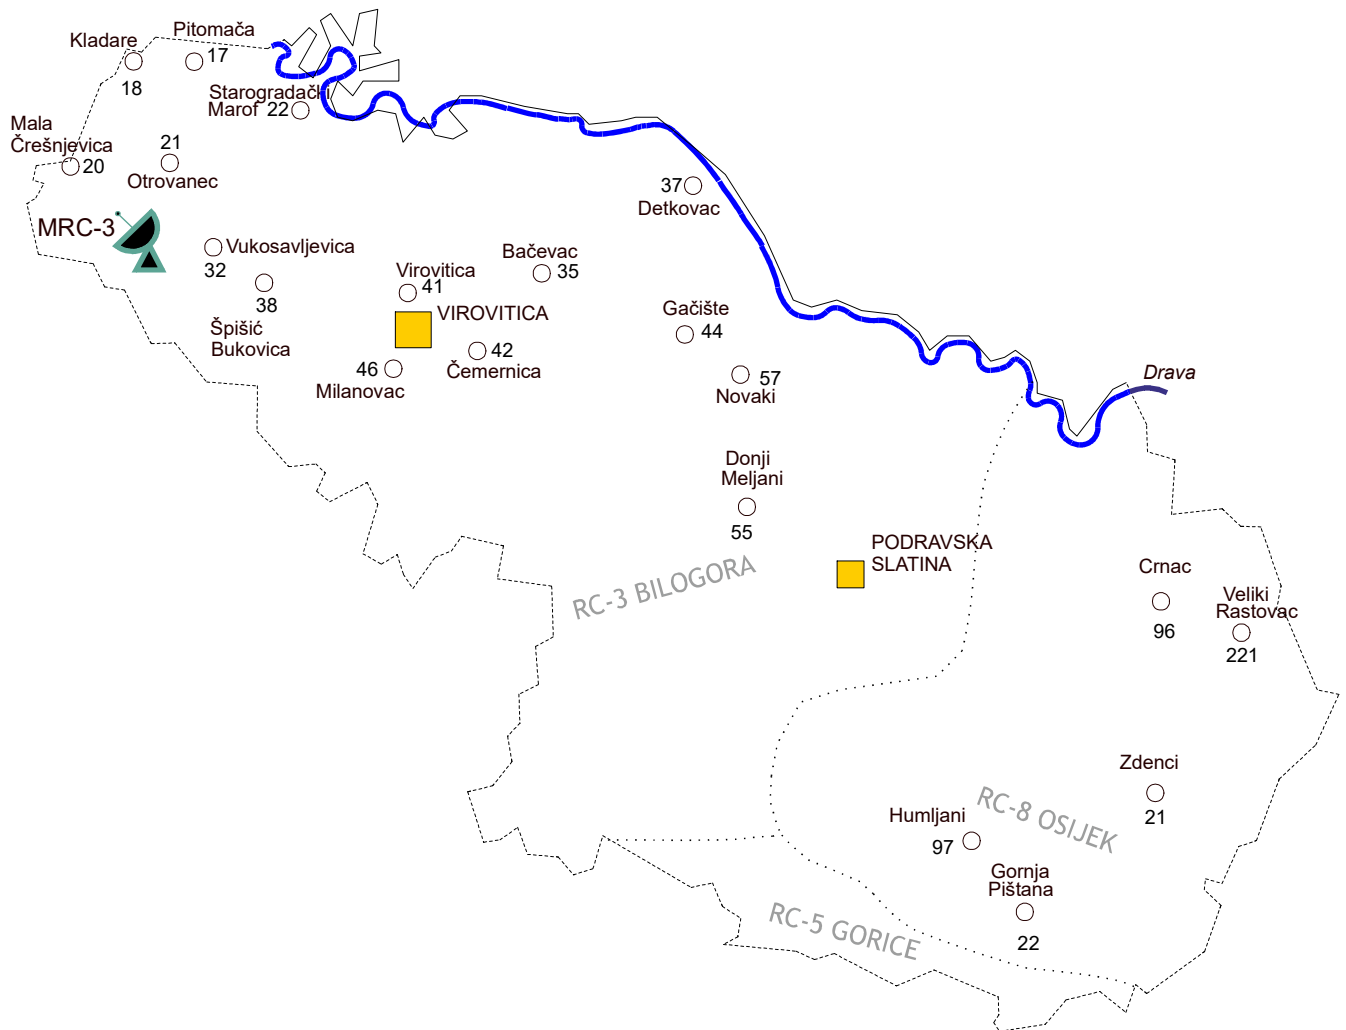 Pitomača
Kladare
17
18
Starogradački
Marof 22
Mala
Črešnjevica
20
21
Otrovanec
37
Detkovac
MRC-3
Vukosavljevica
32
Bačevac
35
Virovitica
41
38
Špišić
Bukovica
VIROVITICA
Gačište
44
42
Čemernica
46
Milanovac
57
Novaki
Drava
Donji
Meljani
55
PODRAVSKA
SLATINA
RC-3 BILOGORA
Crnac
96
Veliki
Rastovac
221
Zdenci
21
RC-8 OSIJEK
Humljani
97
Gornja
Pištana
22
RC-5 GORICE